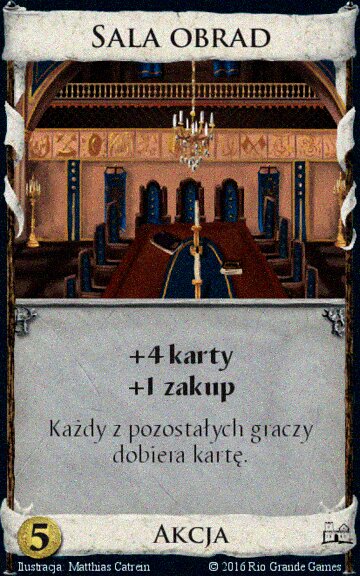 Sala obrad
+4 karty
+1 zakup
Każdy z pozostałych graczy
dobiera kartę.
5
Akcja
Ilustracja: Matthias Catrein © 2016 Rio Grande Games